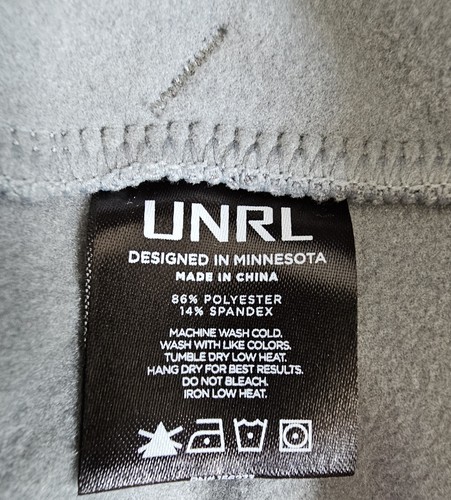 UNRL
DESIGNED IN MINNESOTA
MADE IN CHINA
86% POLYESTER
14% SPANDEX
MACHINE WASH COLD.
WASH WITH LIKE COLORS.
TUMBLE DRY LOW HEAT.
HANG DRY FOR BEST RESULTS.
DO NOT BLEACH.
IRON LOW HEAT.